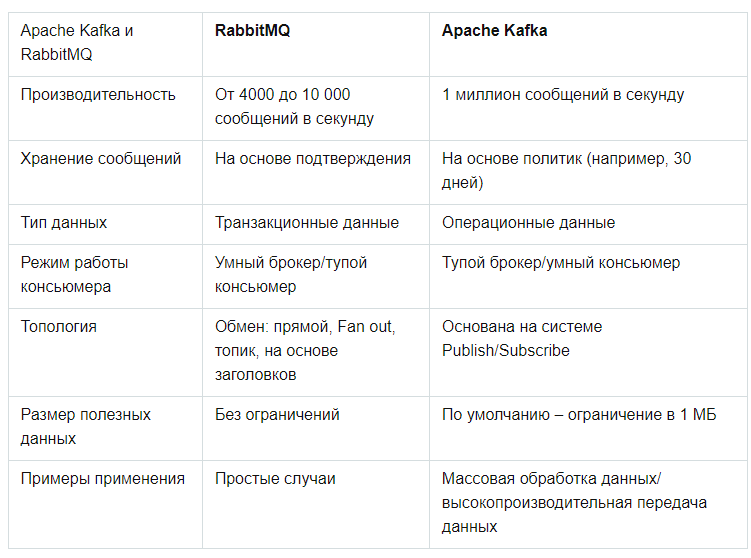 Apache Kafka и
RabbitMQ
RabbitMQ
Apache Kafka
Производительность
От 4000 до 10 000
сообщений в секунду
1 миллион сообщений в секунду
Хранение сообщений
На основе подтверждения
На основе политик (например, 30
дней)
Тип данных
Транзакционные данные
Операционные данные
Режим работы
консьюмера
Умный брокер/тупой
консьюмер
Тупой брокер/умный консьюмер
Топология
Обмен: прямой, Fan out,
топик, на основе
заголовков
Основана на системе
Publish/Subscribe
Размер полезных
данных
Без ограничений
По умолчанию – ограничение в 1 МБ
Примеры применения
Простые случаи
Массовая обработка данных/
высокопроизводительная передача
данных